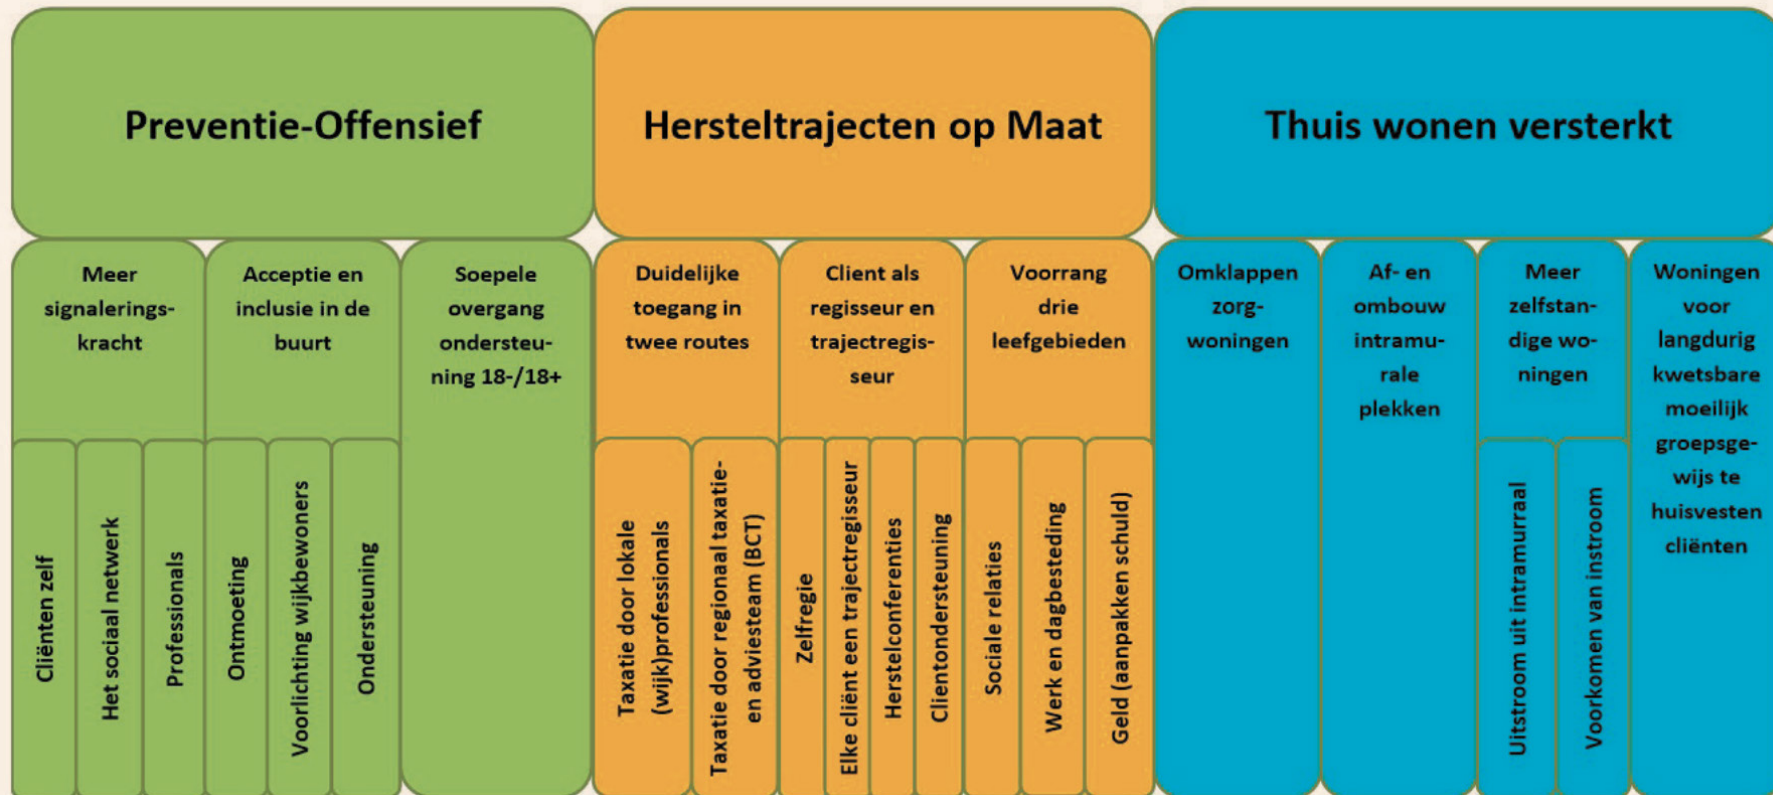 Preventie-Offensief
Hersteltrajecten op Maat
Thuis wonen versterkt
Meer
signalerings-
kracht
Acceptie en
inclusie in de
buurt
Soepele
overgang
ondersteu-
ning 18-/18+
Duidelijke
toegang in
twee routes
Client als
regisseur en
trajectregis-
seur
Voorrang
drie
leefgebieden
Omklappen
zorg-
woningen
Af- en
ombouw
intramu-
rale
plekken
Meer
zelfstan-
dige wo-
ningen
Woningen
voor
langdurig
kwetsbare
moeilijk
groepsge-
wijs te
huisvesten
cliënten
Cliënten zelf
Het sociaal netwerk
Professionals
Ontmoeting
Voorlichting wijkbewoners
Ondersteuning
Taxatie door lokale
(wijk)professionals
Taxatie door regionaal taxatie-
en adviesteam (BCT)
Zelfregie
Elke cliënt een trajectregisseur
Herstelconferenties
Clientondersteuning
Sociale relaties
Werk en dagbesteding
Geld (aanpakken schuld)
Uitstroom uit intramurraal
Voorkomen van instroom